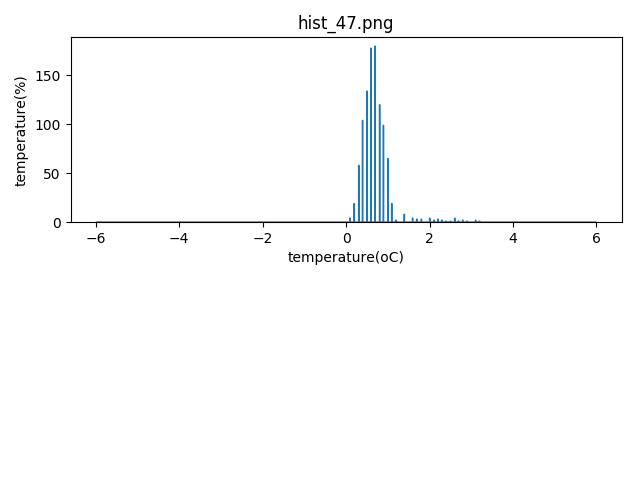 hist_47.png
temperature(%)
150
100
50
0
−6 −4 −2 0 2 4 6
temperature(oC)